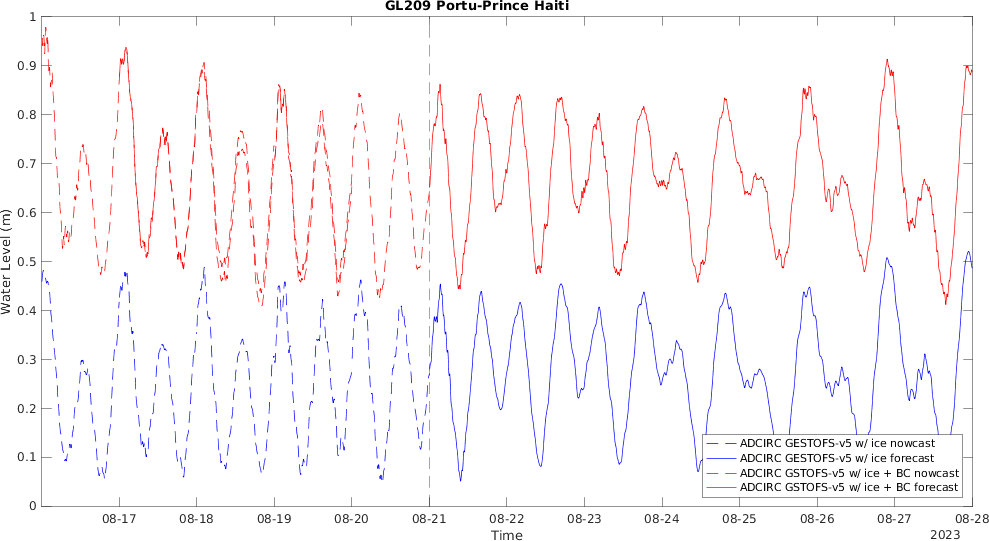 GL209 Portu-Prince Haiti
1
0.9
0.8
0.7
0.6
0.5
0.4
0.3
0.2
0.1
0
Water Level (m)
ADCIRC GESTOFS-v5 w/ ice nowcast
ADCIRC GESTOFS-v5 w/ ice forecast
ADCIRC GSTOFS-v5 w/ ice + BC nowcast
ADCIRC GSTOFS-v5 w/ ice + BC forecast
08-17 08-18 08-19 08-20 08-21 08-22 08-23 08-24 08-25 08-26 08-27 08-28
Time
2023